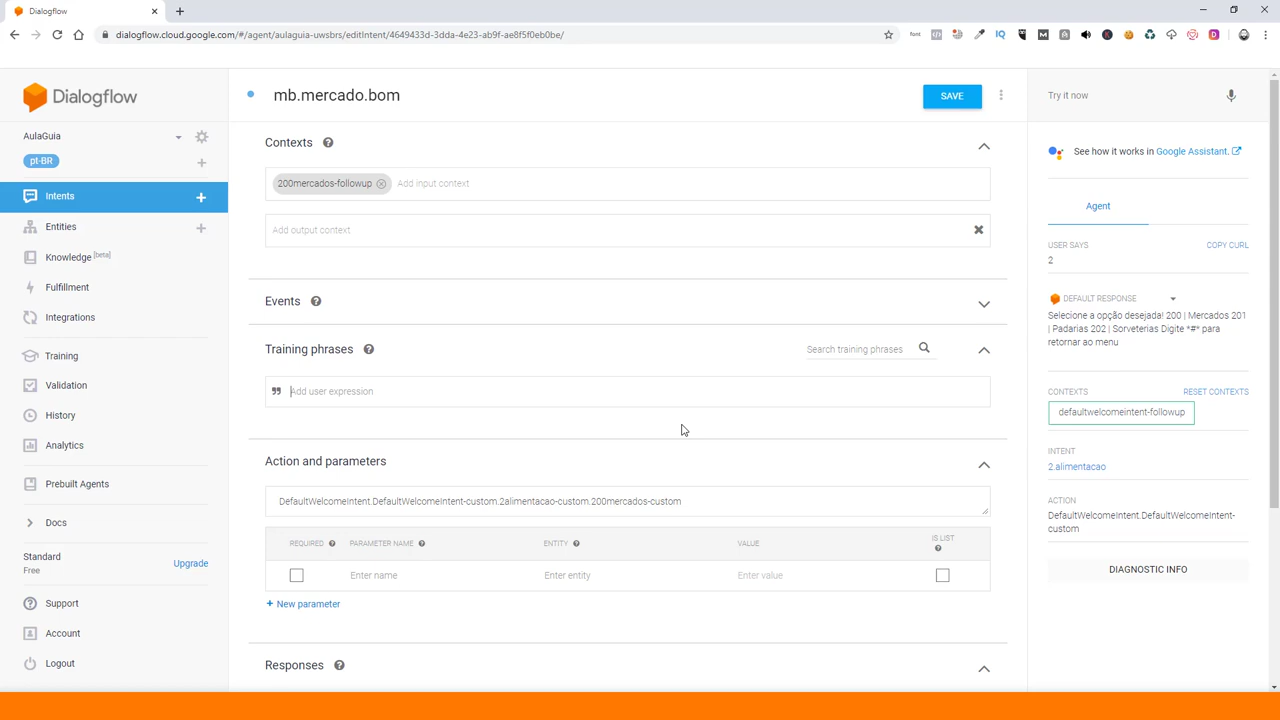 Dialogflow
dialogflow.cloud.google.com/#/agent/aulaguia-uwsbrs/editIntent/4649433d-3dda-4e23-ab9f-ae8f5f0eb0be/
Dialogflow
AulaGuia
pt-BR
Intents
Entities
Knowledge [beta]
Fulfillment
Integrations
Training
Validation
History
Analytics
Prebuilt Agents
Docs
Standard
Free
Upgrade
Support
Account
Logout
mb.mercado.bom
SAVE
Contexts
200mercados-followup
Add input context
Add output context
Events
Training phrases
Search training phrases
Add user expression
Action and parameters
DefaultWelcomeIntent.DefaultWelcomeIntent-custom.2alimentacao-custom.200mercados-custom
REQUIRED PARAMETER NAME ENTITY VALUE IS LIST
Enter name Enter entity Enter value
+ New parameter
Responses
Try it now
See how it works in Google Assistant.
Agent
USER SAYS COPY CURL
2
DEFAULT RESPONSE
Selecione a opção desejada! 200 | Mercados 201
| Padarias 202 | Sorveterias Digite *#* para
retornar ao menu
CONTEXTS RESET CONTEXTS
defaultwelcomeintent-followup
INTENT
2.alimentacao
ACTION
DefaultWelcomeIntent.DefaultWelcomeIntent-
custom
DIAGNOSTIC INFO